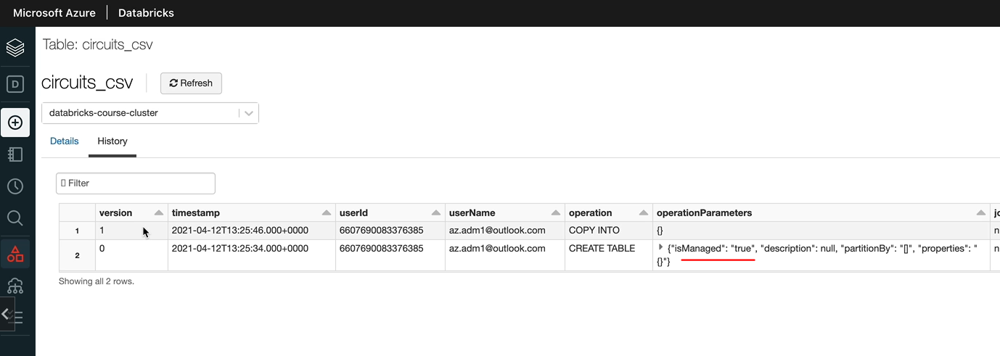 Microsoft Azure Databricks
Table: circuits_csv
circuits_csv Refresh
databricks-course-cluster
Details History
Filter
version timestamp userId userName operation operationParameters jo
1 1 2021-04-12T13:25:46.000+0000 6607690083376385 az.adm1@outlook.com COPY INTO {} n
2 0 2021-04-12T13:25:34.000+0000 6607690083376385 az.adm1@outlook.com CREATE TABLE {"isManaged": "true", "description": null, "partitionBy": "[]", "properties": " n
{}"}
Showing all 2 rows.
D